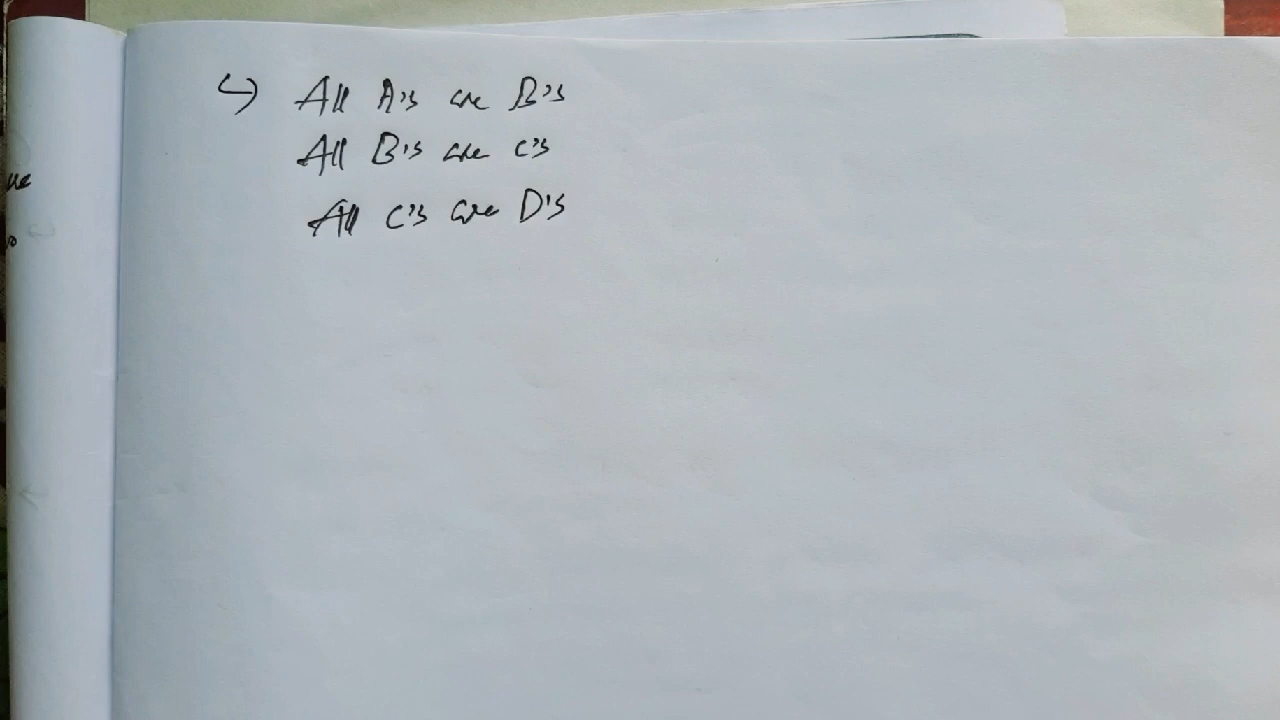 ↪ All A's are B's
All B's are C's
All C's are D's